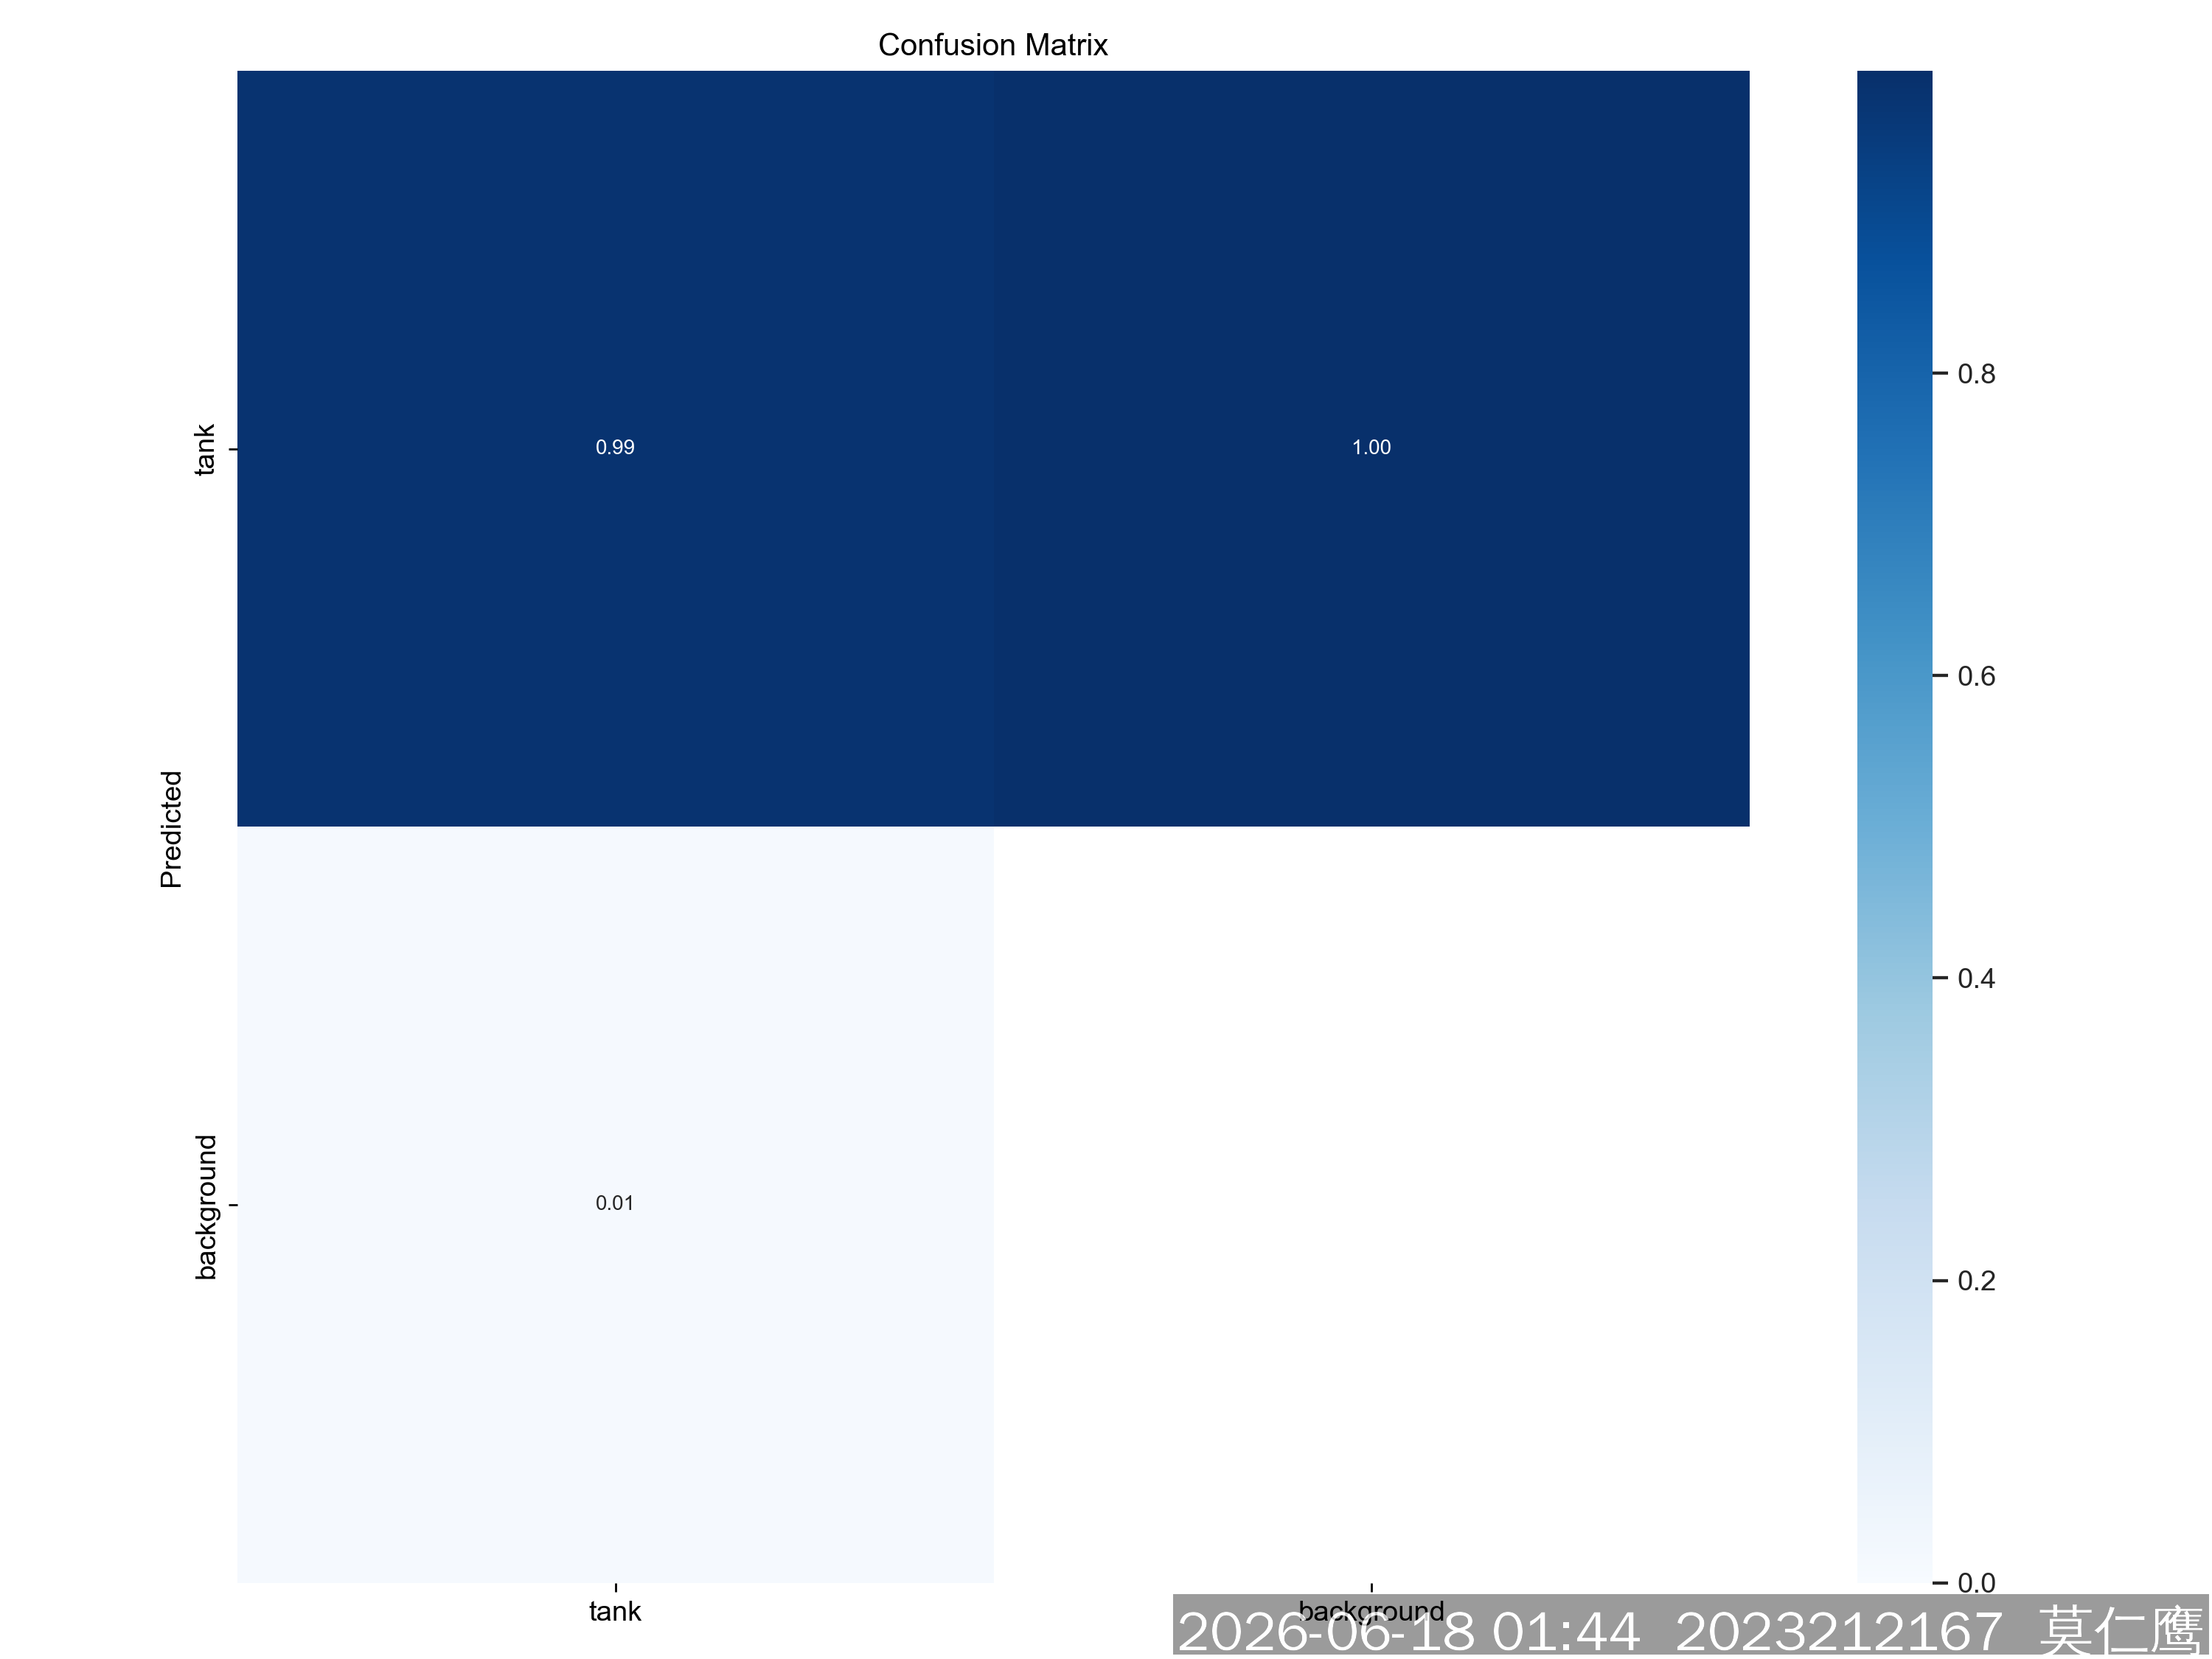 Confusion Matrix
tank
0.99
1.00
0.8
0.6
0.4
0.2
0.0
Predicted
background
0.01
tank
background
2026-06-18 01:44 2023212167 莫仁鹰